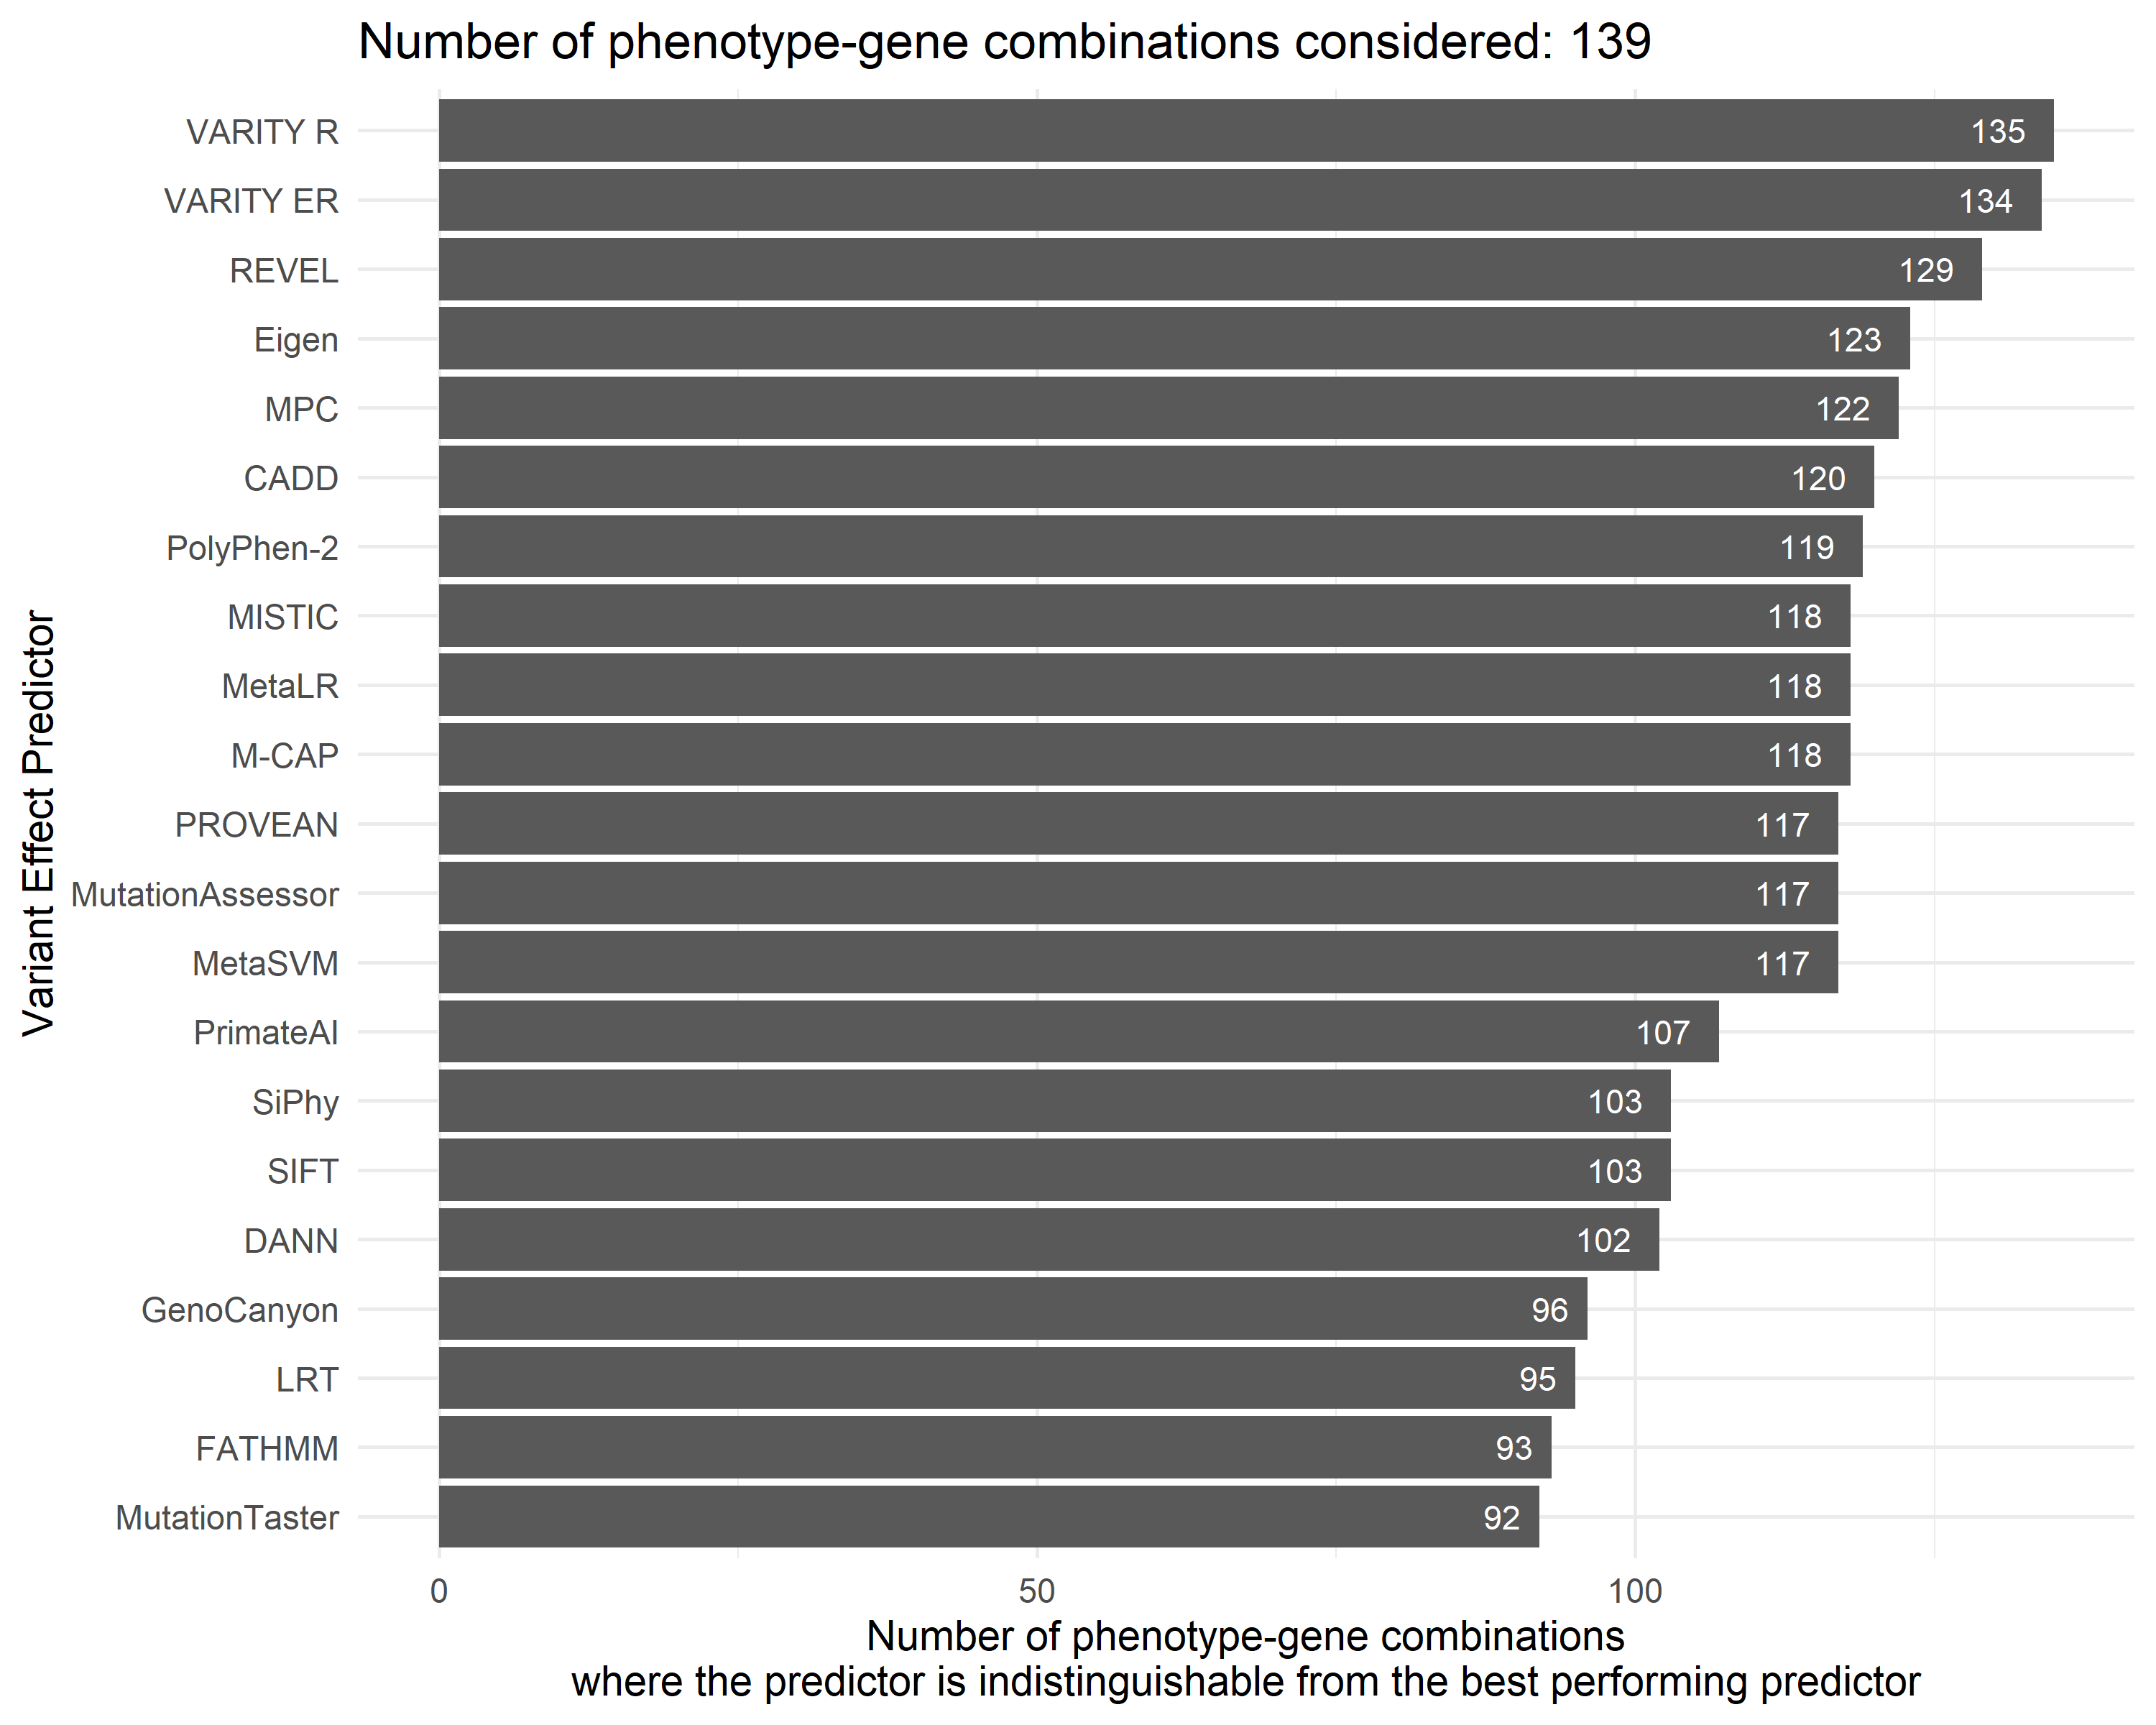 Number of phenotype-gene combinations considered: 139
VARITY R 135
VARITY ER 134
REVEL 129
Eigen 123
MPC 122
CADD 120
PolyPhen-2 119
MISTIC 118
MetaLR 118
M-CAP 118
PROVEAN 117
MutationAssessor 117
MetaSVM 117
PrimateAI 107
SiPhy 103
SIFT 103
DANN 102
GenoCanyon 96
LRT 95
FATHMM 93
MutationTaster 92
Variant Effect Predictor
0 50 100
Number of phenotype-gene combinations
where the predictor is indistinguishable from the best performing predictor